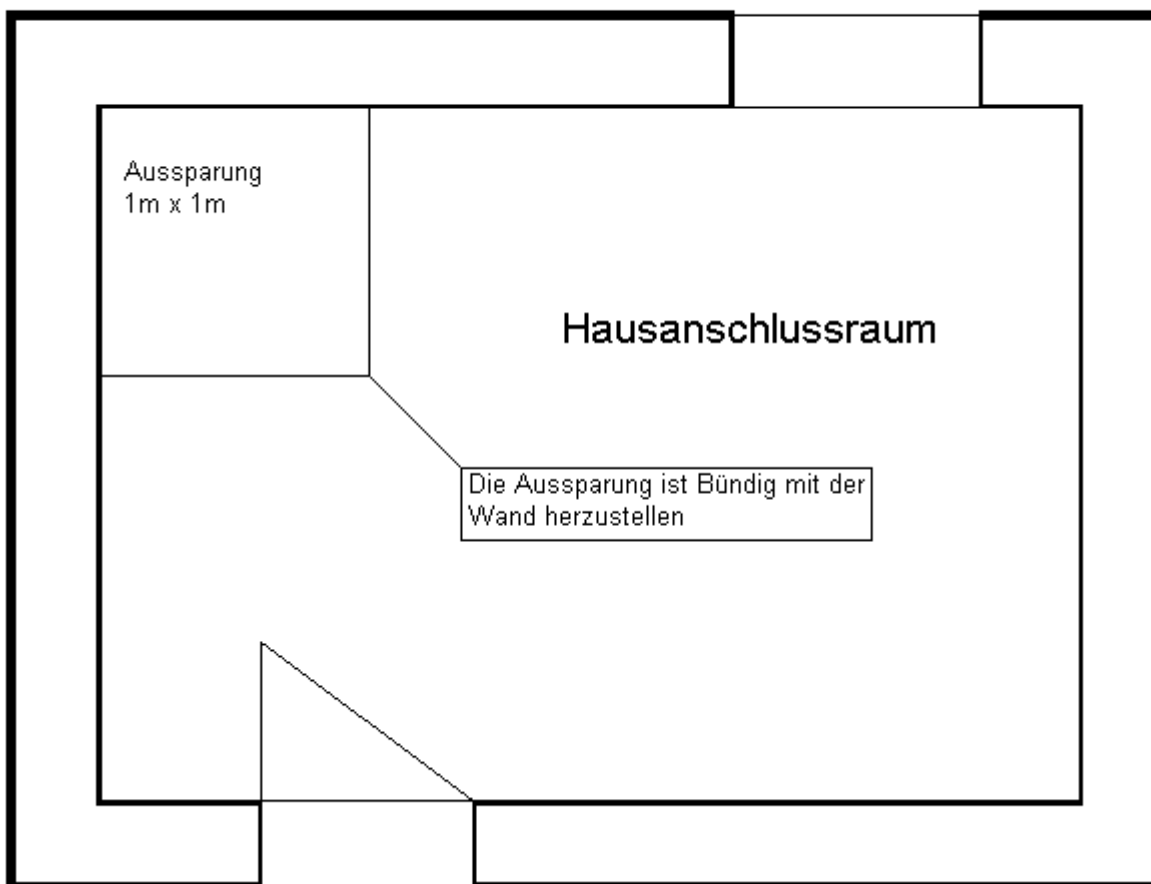 Aussparung
1m x 1m
Hausanschlussraum
Die Aussparung ist Bündig mit der
Wand herzustellen